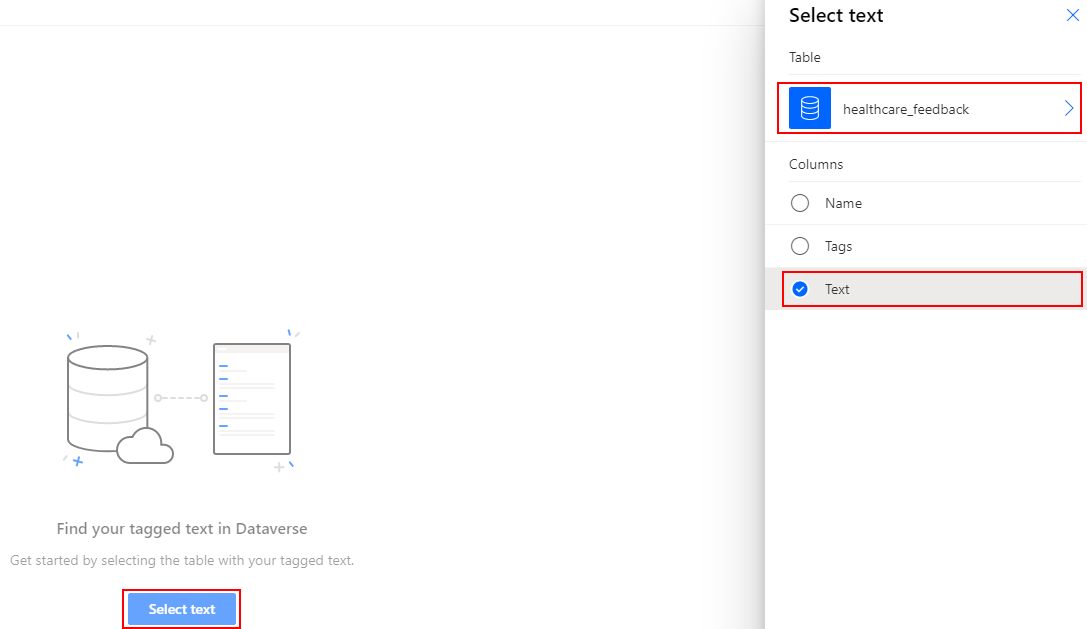 Select text
Table
healthcare_feedback
Columns
Name
Tags
Text
Find your tagged text in Dataverse
Get started by selecting the table with your tagged text.
Select text